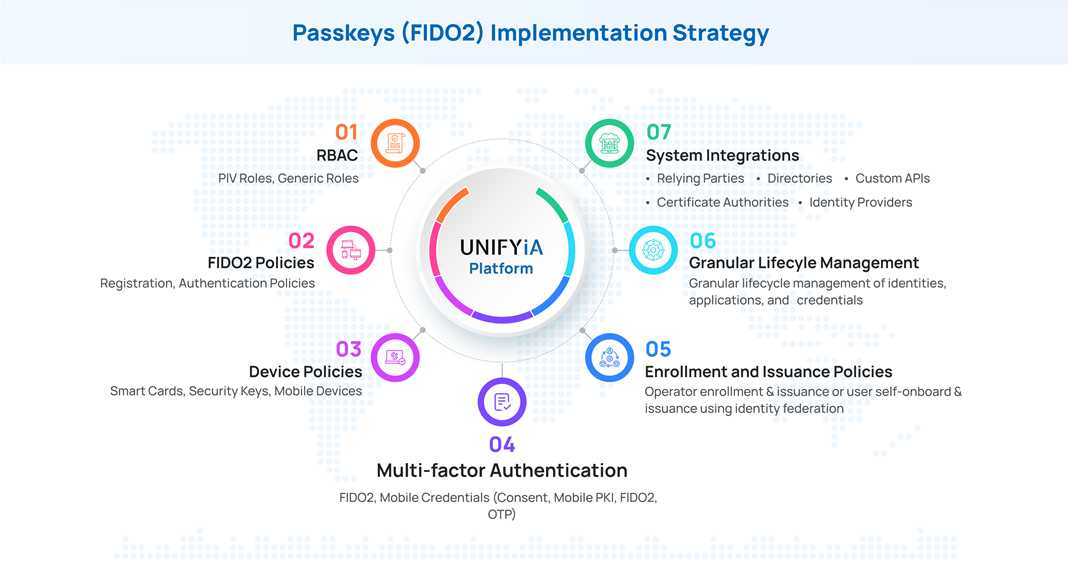 Passkeys (FIDO2) Implementation Strategy
01
RBAC
PIV Roles, Generic Roles
02
FIDO2 Policies
Registration, Authentication Policies
03
Device Policies
Smart Cards, Security Keys, Mobile Devices
04
Multi-factor Authentication
FIDO2, Mobile Credentials (Consent, Mobile PKI, FIDO2,
OTP)
05
Enrollment and Issuance Policies
Operator enrollment & issuance or user self-onboard &
issuance using identity federation
06
Granular Lifecyle Management
Granular lifecycle management of identities,
applications, and credentials
07
System Integrations
• Relying Parties • Directories • Custom APIs
• Certificate Authorities • Identity Providers
UNIFYiA
Platform